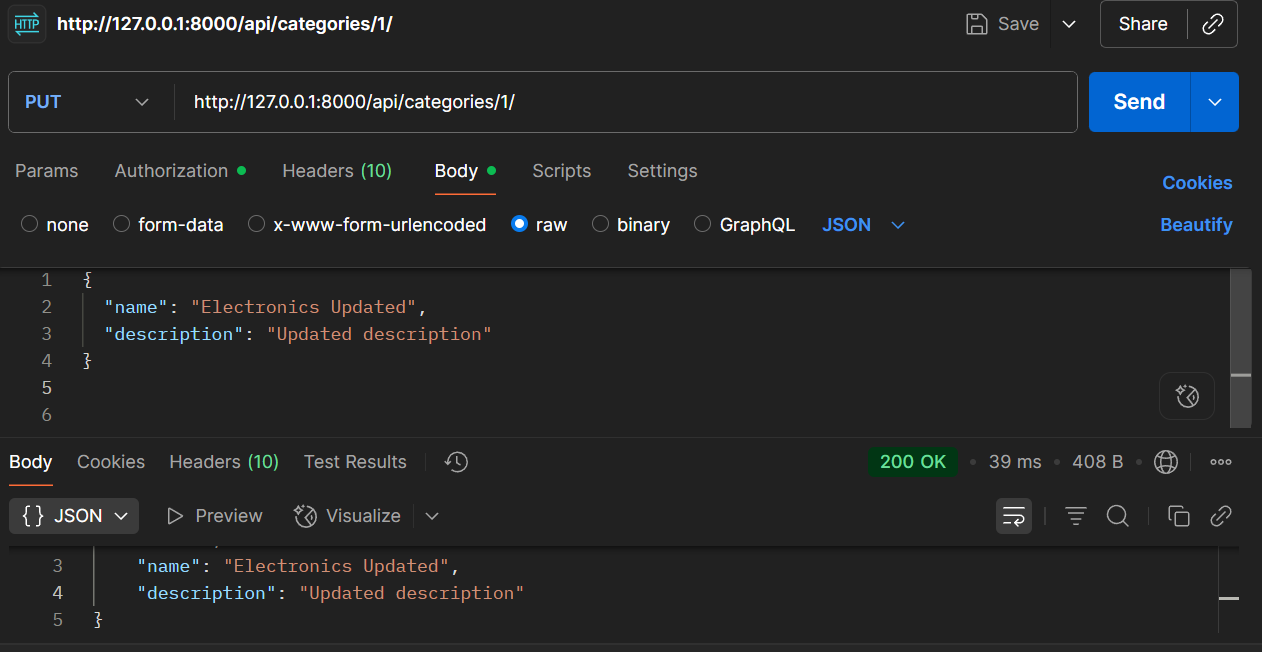 HTTP http://127.0.0.1:8000/api/categories/1/ Save Share
PUT http://127.0.0.1:8000/api/categories/1/ Send
Params Authorization Headers (10) Body Scripts Settings Cookies
none form-data x-www-form-urlencoded raw binary GraphQL JSON Beautify
1 {
2 "name": "Electronics Updated",
3 "description": "Updated description"
4 }
5
6
Body Cookies Headers (10) Test Results 200 OK 39 ms 408 B
{} JSON Preview Visualize
3 "name": "Electronics Updated",
4 "description": "Updated description"
5 }